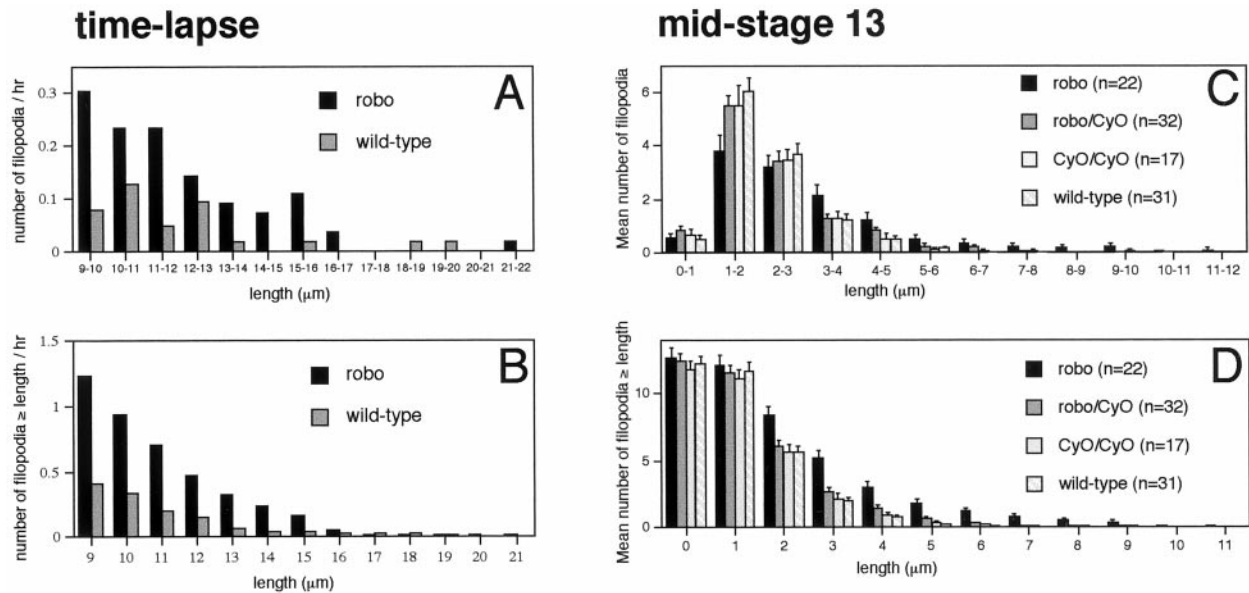 time-lapse
mid-stage 13
number of filopodia / hr
0.3
0.2
0.1
0
A
robo
wild-type
9-10 10-11 11-12 12-13 13-14 14-15 15-16 16-17 17-18 18-19 19-20 20-21 21-22
length (µm)
number of filopodia ≥ length / hr
1.5
1
0.5
0
B
robo
wild-type
9 10 11 12 13 14 15 16 17 18 19 20 21
length (µm)
Mean number of filopodia
6
4
2
0
C
robo (n=22)
robo/CyO (n=32)
CyO/CyO (n=17)
wild-type (n=31)
0-1 1-2 2-3 3-4 4-5 5-6 6-7 7-8 8-9 9-10 10-11 11-12
length (µm)
Mean number of filopodia ≥ length
10
5
0
D
robo (n=22)
robo/CyO (n=32)
CyO/CyO (n=17)
wild-type (n=31)
0 1 2 3 4 5 6 7 8 9 10 11
length (µm)